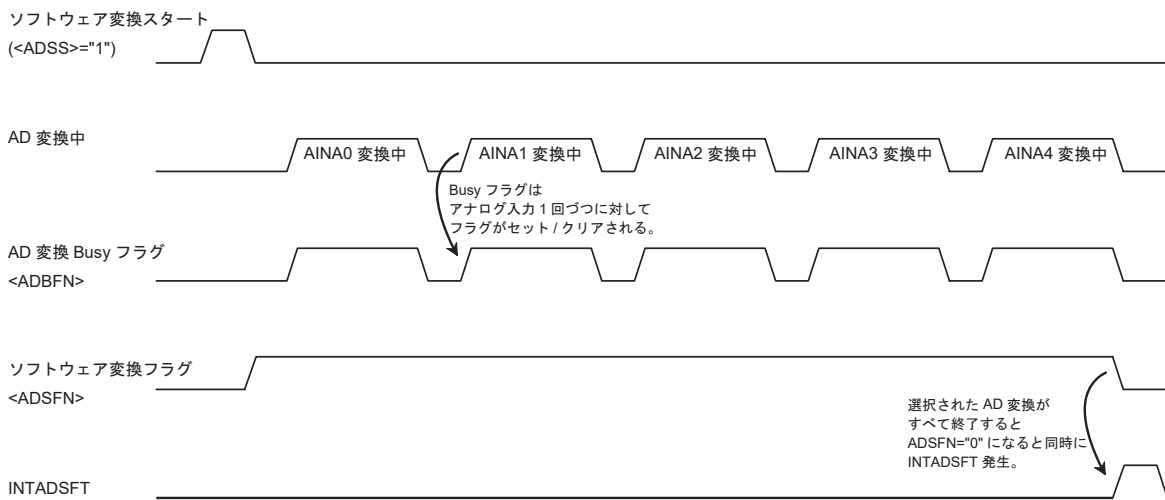 ソフトウェア変換スタート
(<ADSS>="1")
AD 変換中
AINA0 変換中
AINA1 変換中
AINA2 変換中
AINA3 変換中
AINA4 変換中
Busy フラグは
アナログ入力 1 回づつに対して
フラグがセット / クリアされる。
AD 変換 Busy フラグ
<ADBFN>
ソフトウェア変換フラグ
<ADSFN>
選択された AD 変換が
すべて終了すると
ADSFN="0" になると同時に
INTADSFT 発生。
INTADSFT